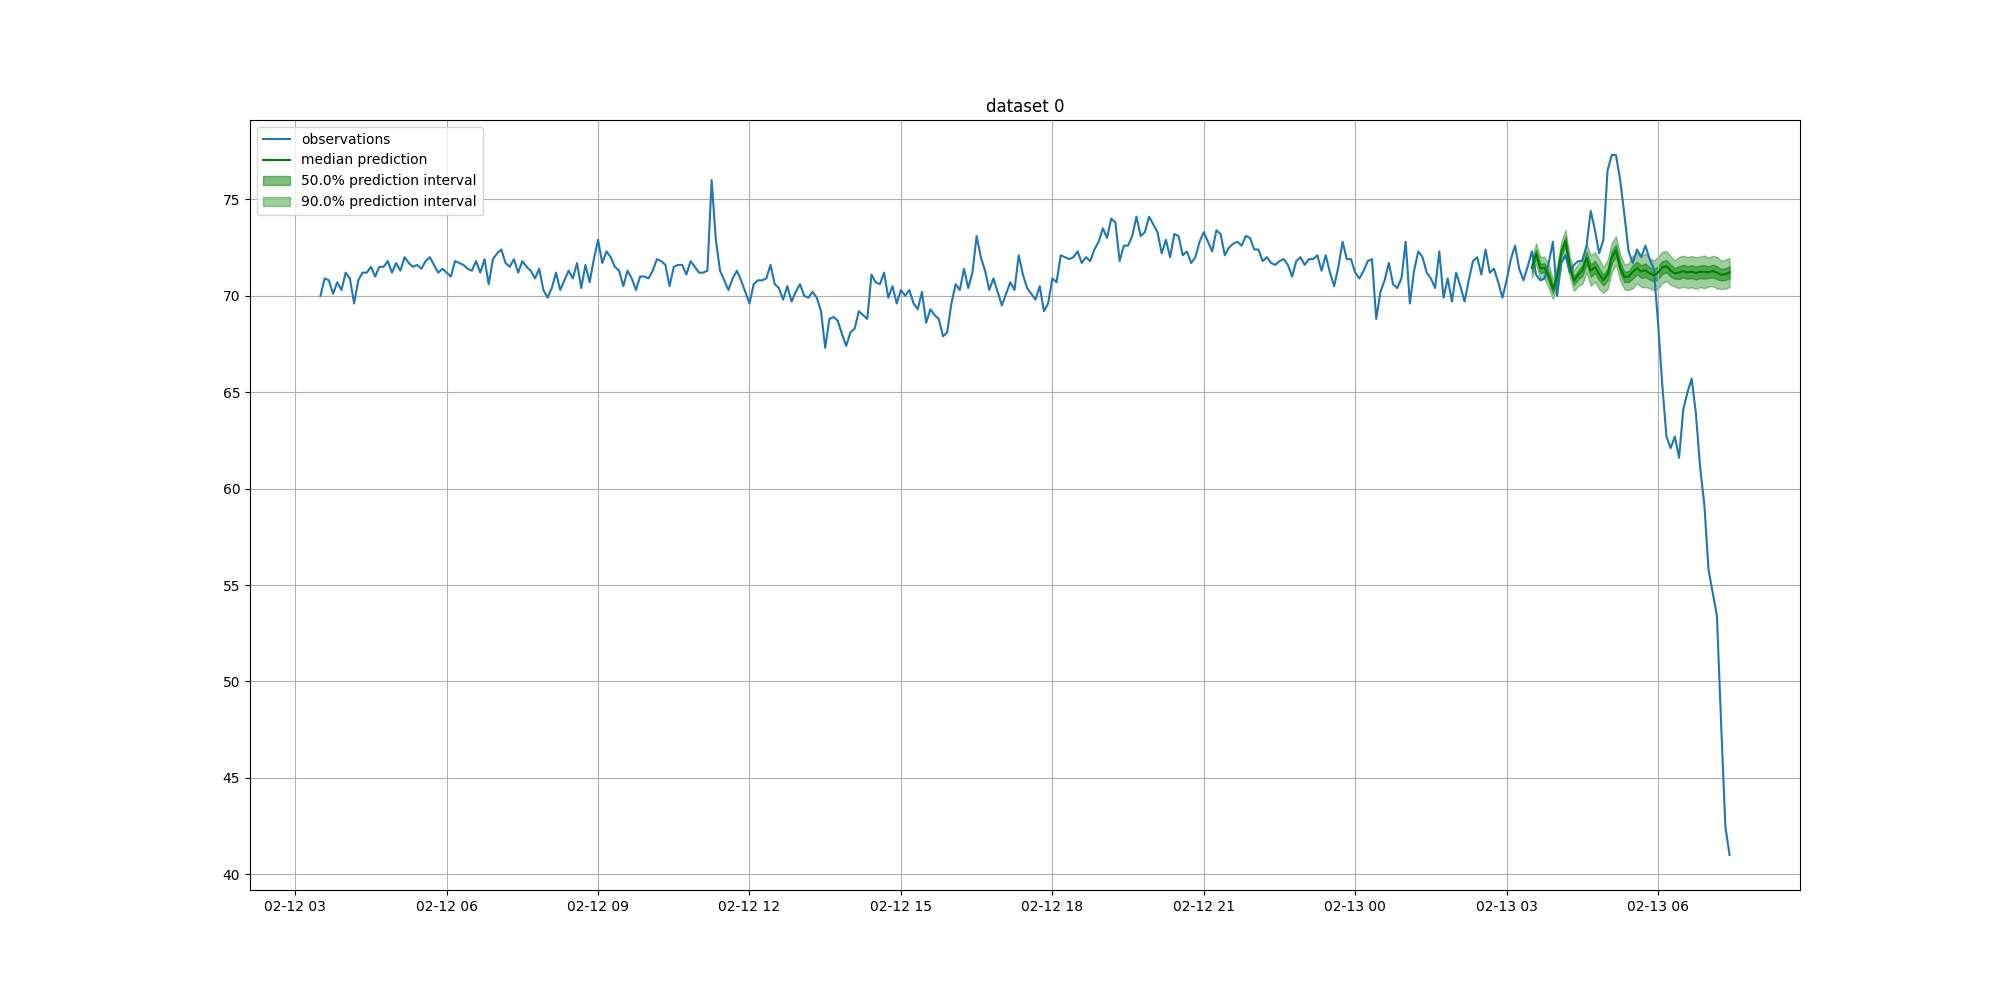 dataset 0
observations
median prediction
50.0% prediction interval
90.0% prediction interval
75
70
65
60
55
50
45
40
02-12 03 02-12 06 02-12 09 02-12 12 02-12 15 02-12 18 02-12 21 02-13 00 02-13 03 02-13 06